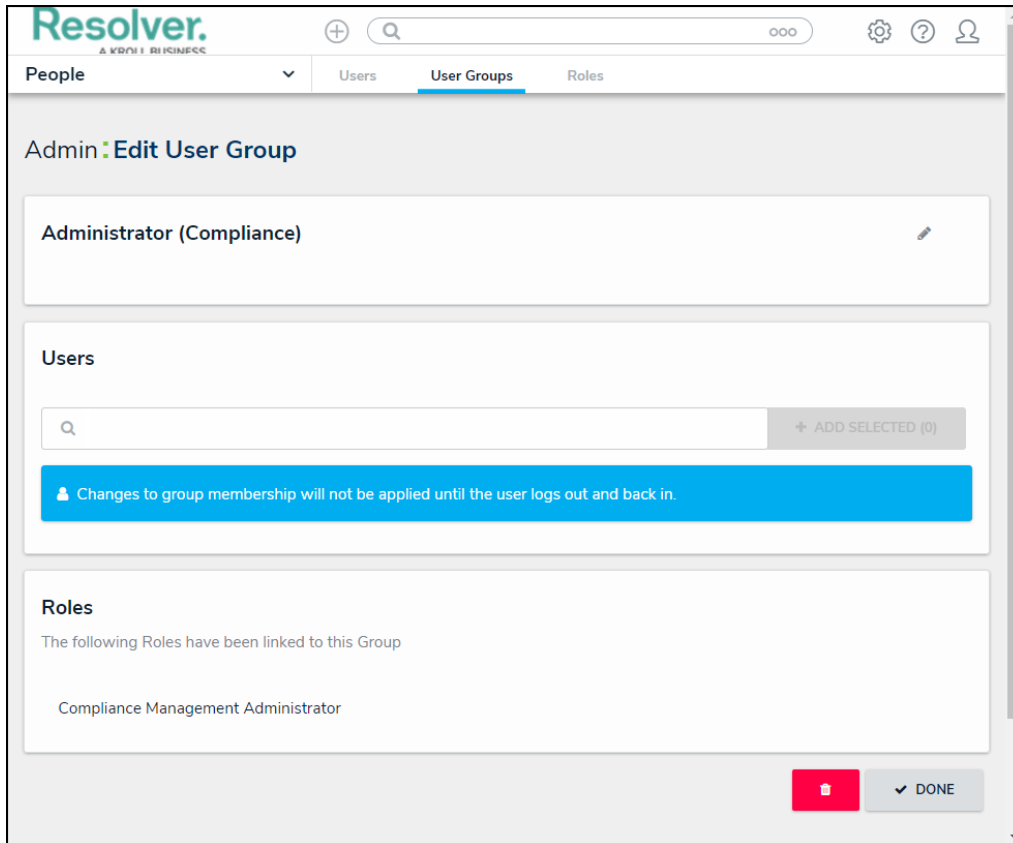 Resolver.
A KROLL BUSINESS
People
Users
User Groups
Roles
Admin:Edit User Group
Administrator (Compliance)
Users
+ ADD SELECTED (0)
Changes to group membership will not be applied until the user logs out and back in.
Roles
The following Roles have been linked to this Group
Compliance Management Administrator
DONE